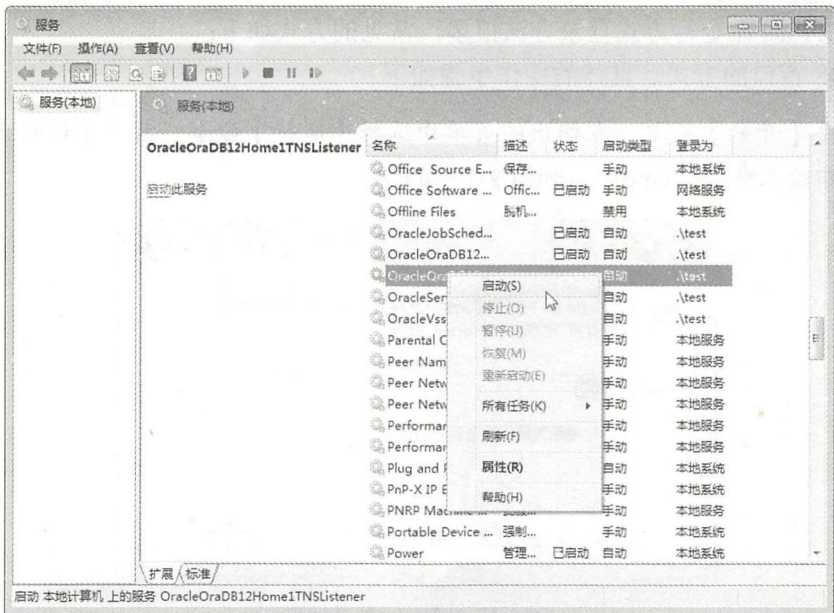 服务
文件(F) 操作(A) 查看(V) 帮助(H)
服务(本地)
服务(本地)
OracleOraDB12Home1TNSListener
启动此服务
名称 描述 状态 启动类型 登录为
Office Source E... 保存... 手动 本地系统
Office Software ... Offic... 已启动 手动 网络服务
Offline Files 脱机... 禁用 本地系统
OracleJobSched... 已启动 自动 .\test
OracleOraDB12... 已启动 自动 .\test
OracleOra 自动 .\test
OracleSer 自动 .\test
OracleVss 自动 .\test
Parental C 手动 本地服务
Peer Nam 手动 本地服务
Peer Netw 手动 本地服务
Peer Netw 手动 本地服务
Performar 手动 本地服务
Performar 手动 本地服务
Plug and P 自动 本地系统
PnP-X IP E 手动 本地系统
PNRP Machine ... 手动 本地服务
Portable Device ... 强制... 手动 本地系统
Power 管理... 已启动 自动 本地系统
启动(S)
停止(O)
暂停(U)
恢复(M)
重新启动(E)
所有任务(K)
刷新(F)
属性(R)
帮助(H)
扩展 标准
启动 本地计算机 上的服务 OracleOraDB12Home1TNSListener